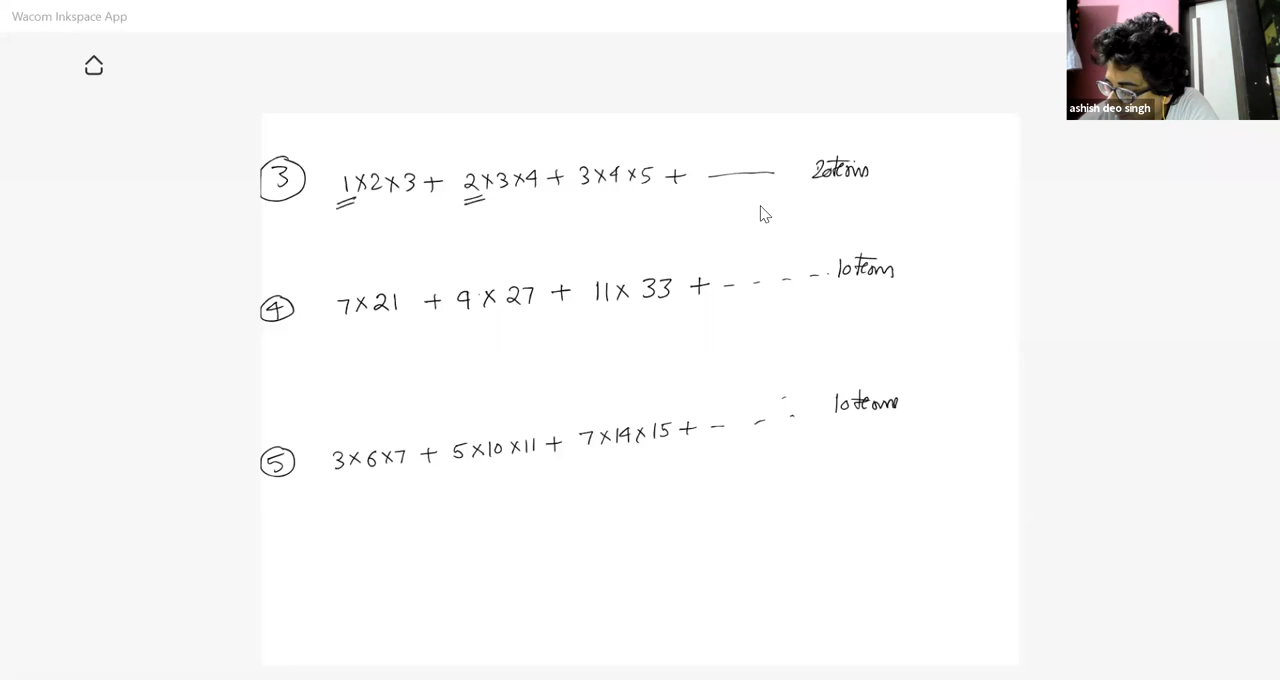 Wacom Inkspace App
ashish deo singh
③ 1×2×3 + 2×3×4 + 3×4×5 + —— 20terms
④ 7×21 + 9×27 + 11×33 + - - - - 10terms
⑤ 3×6×7 + 5×10×11 + 7×14×15 + - - - 10terms